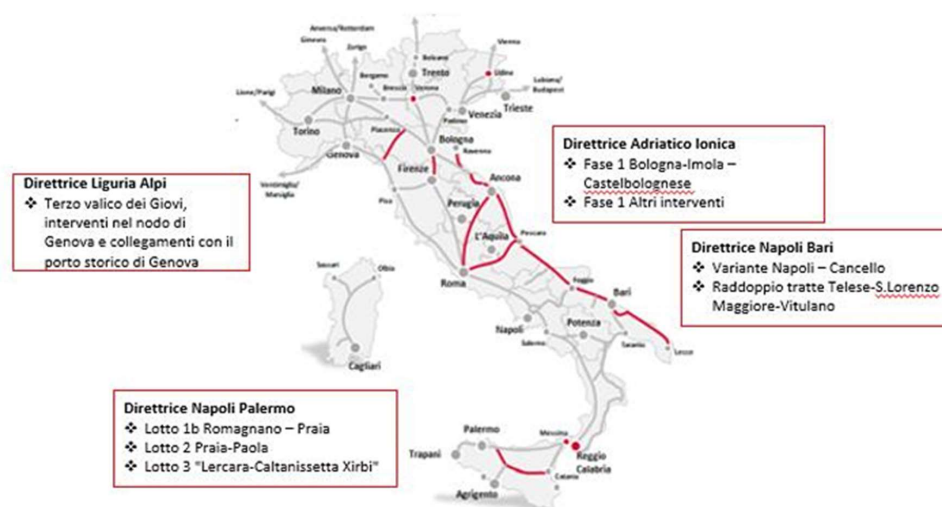 Anversa/Rotterdam
Ginevra
Zurigo
Vienna
Bolzano
Trento
Udine
Lubiana/
Budapest
Bergamo
Brescia
Verona
Lione/Parigi
Milano
Trieste
Padova
Venezia
Torino
Piacenza
Bologna
Ravenna
Genova
Firenze
Ventimiglia/
Marsiglia
Pisa
Ancona
Perugia
L'Aquila
Pescara
Roma
Foggia
Bari
Sassari
Olbia
Napoli
Potenza
Salerno
Taranto
Lecce
Cagliari
Messina
Palermo
Reggio
Calabria
Trapani
Catania
Agrigento
Direttrice Liguria Alpi
❖ Terzo valico dei Giovi,
interventi nel nodo di
Genova e collegamenti con il
porto storico di Genova
Direttrice Adriatico Ionica
❖ Fase 1 Bologna-Imola –
Castelbolognese
❖ Fase 1 Altri interventi
Direttrice Napoli Bari
❖ Variante Napoli – Cancello
❖ Raddoppio tratte Telese-S.Lorenzo
Maggiore-Vitulano
Direttrice Napoli Palermo
❖ Lotto 1b Romagnano – Praia
❖ Lotto 2 Praia-Paola
❖ Lotto 3 "Lercara-Caltanissetta Xirbi"